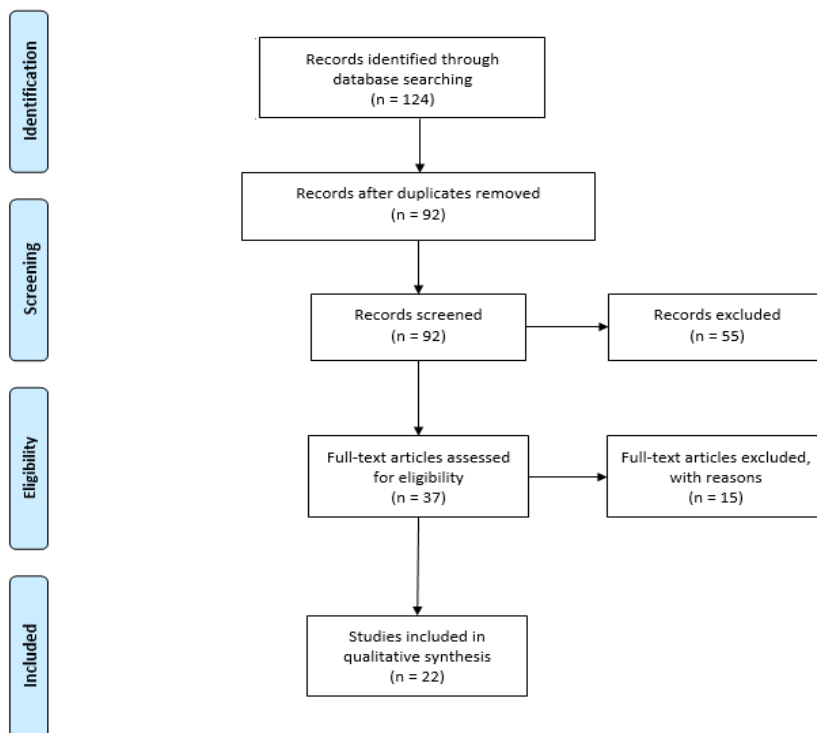 Identification
Records identified through
database searching
(n = 124)
Records after duplicates removed
(n = 92)
Screening
Records screened
(n = 92)
Records excluded
(n = 55)
Eligibility
Full-text articles assessed
for eligibility
(n = 37)
Full-text articles excluded,
with reasons
(n = 15)
Included
Studies included in
qualitative synthesis
(n = 22)